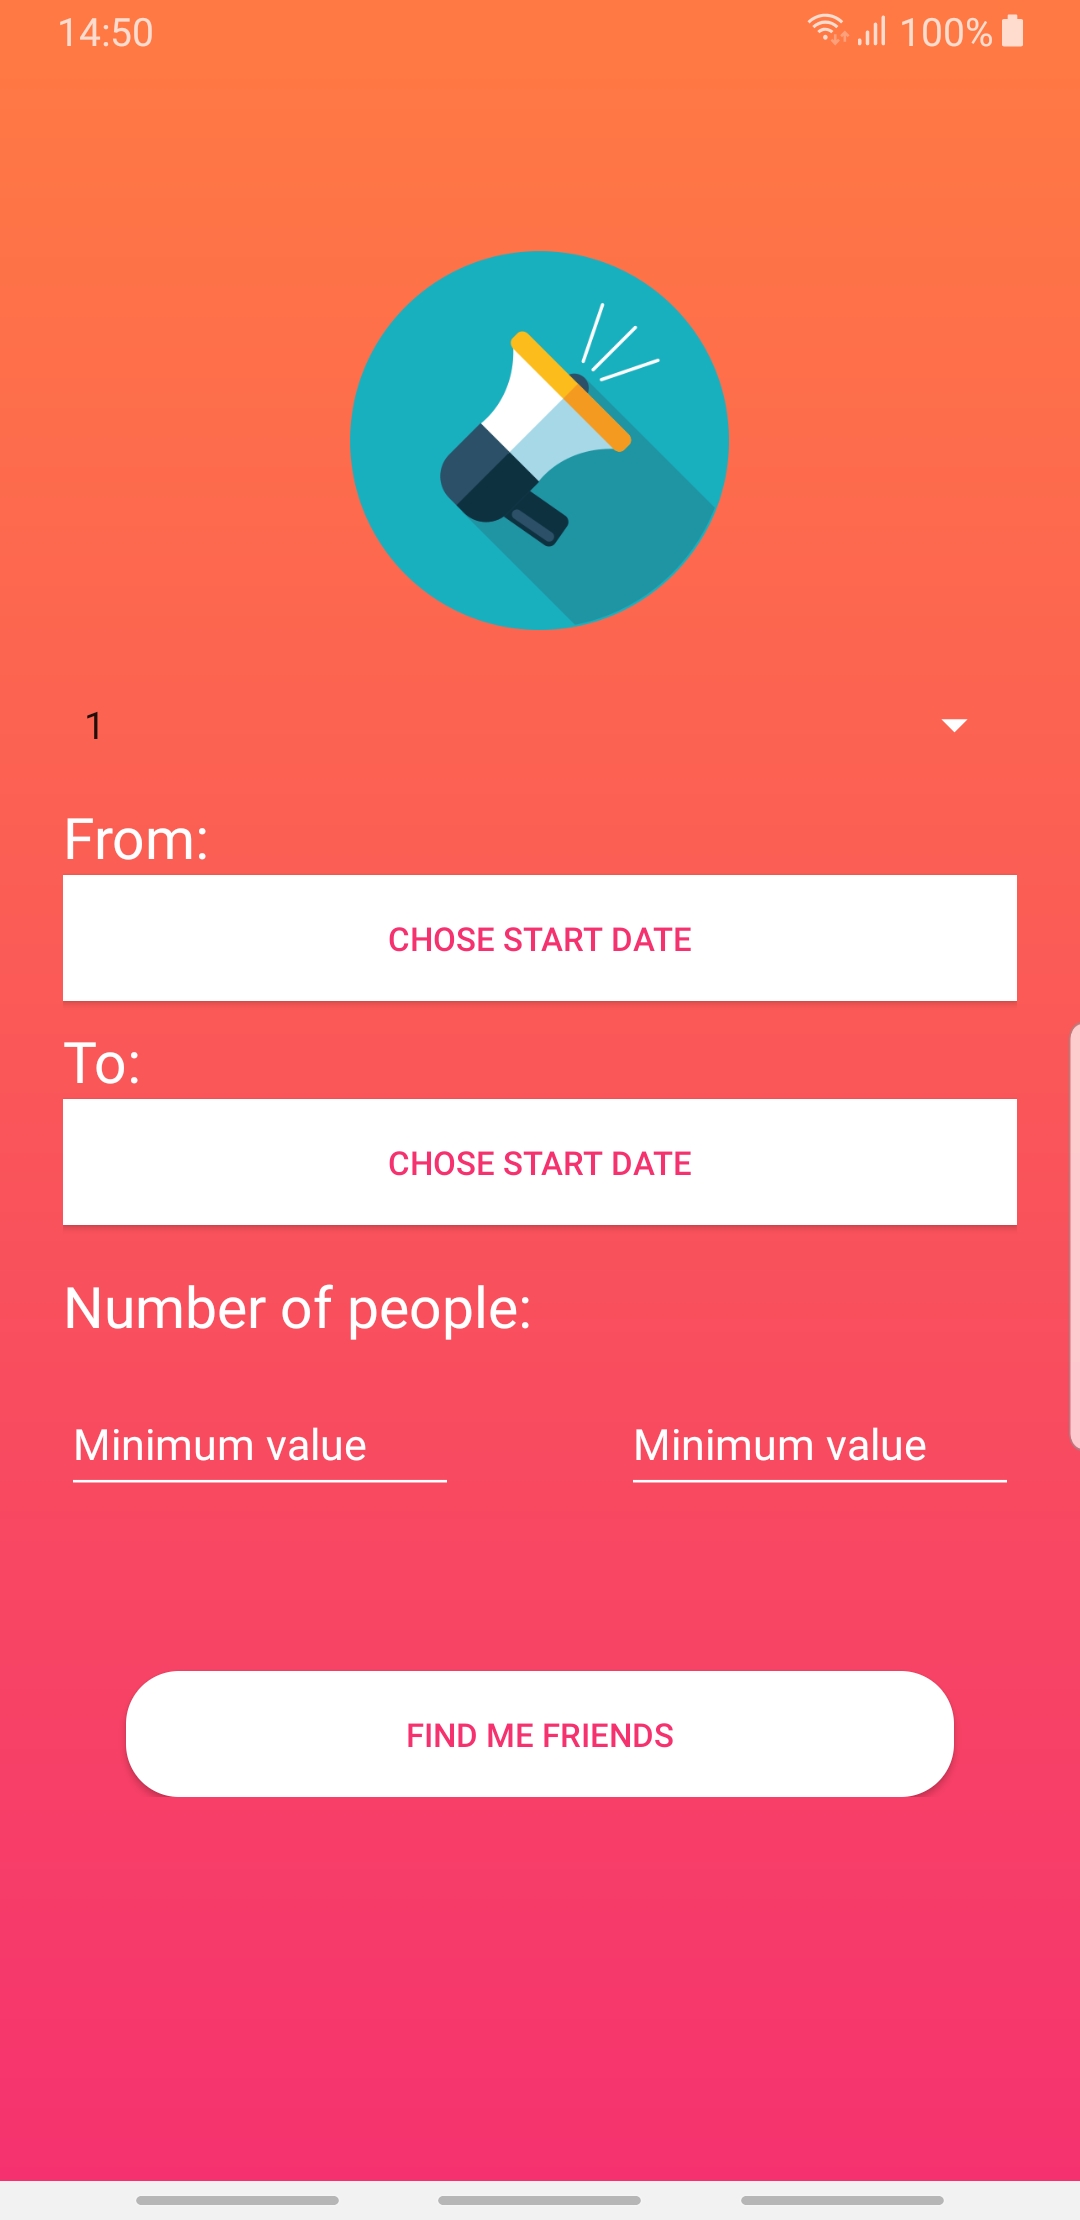 14:50 100%
1
From:
CHOSE START DATE
To:
CHOSE START DATE
Number of people:
Minimum value Minimum value
FIND ME FRIENDS